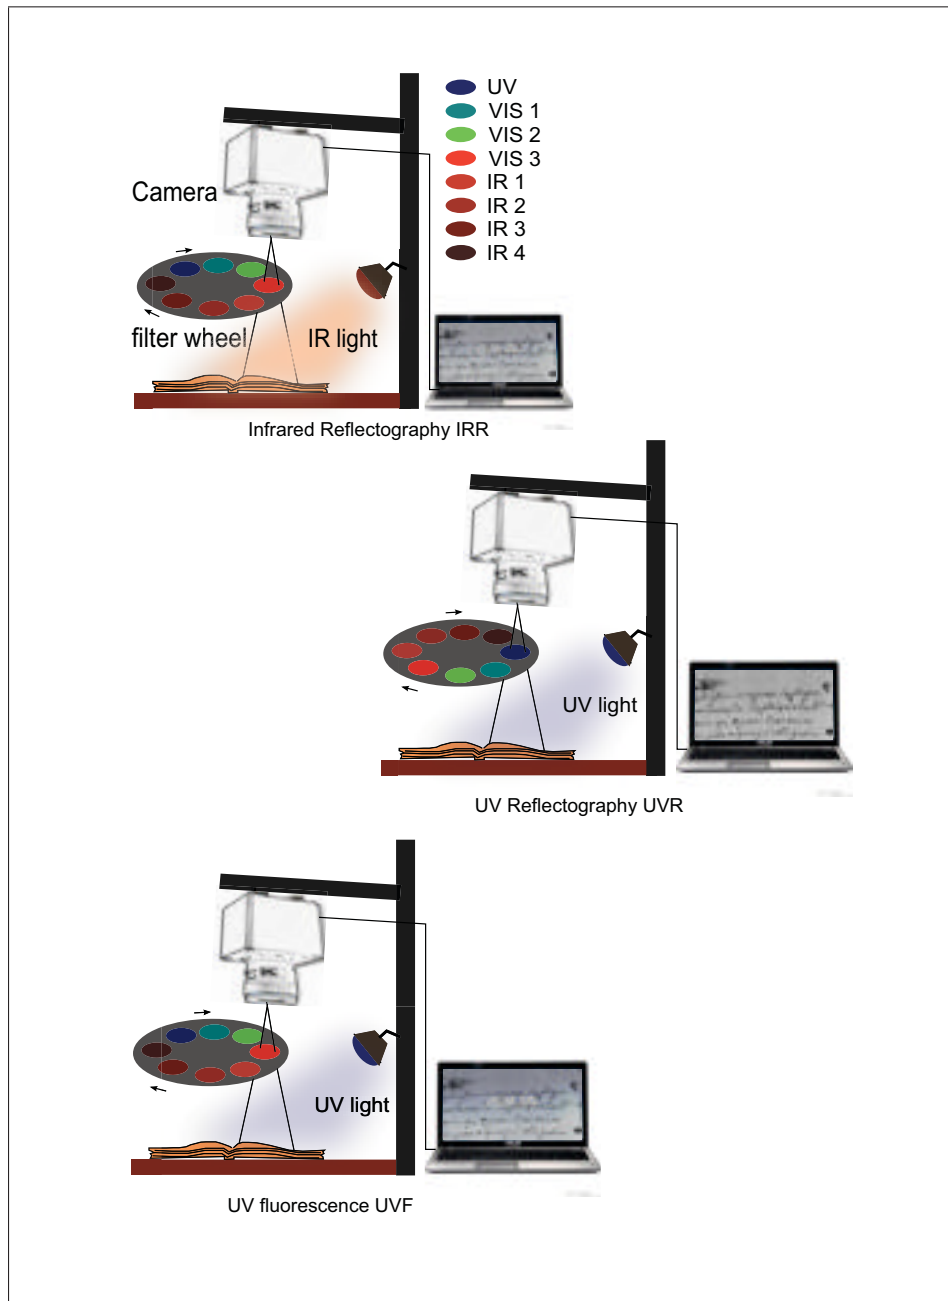 UV
VIS 1
VIS 2
VIS 3
IR 1
IR 2
IR 3
IR 4
Camera
filter wheel
IR light
Infrared Reflectography IRR
UV light
UV Reflectography UVR
UV light
UV fluorescence UVF